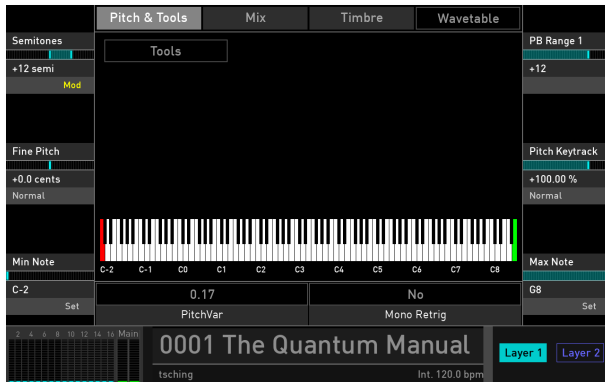 Pitch & Tools Mix Timbre Wavetable
Semitones
+12 semi
Mod
Tools
PB Range 1
+12
Fine Pitch
+0.0 cents
Normal
Pitch Keytrack
+100.00 %
Normal
Min Note
C-2
Set
C-2 C-1 C0 C1 C2 C3 C4 C5 C6 C7 C8
Max Note
G8
Set
0.17 No
PitchVar Mono Retrig
2 4 6 8 10 12 14 16 Main
0001 The Quantum Manual
tsching Int. 120.0 bpm
Layer 1 Layer 2